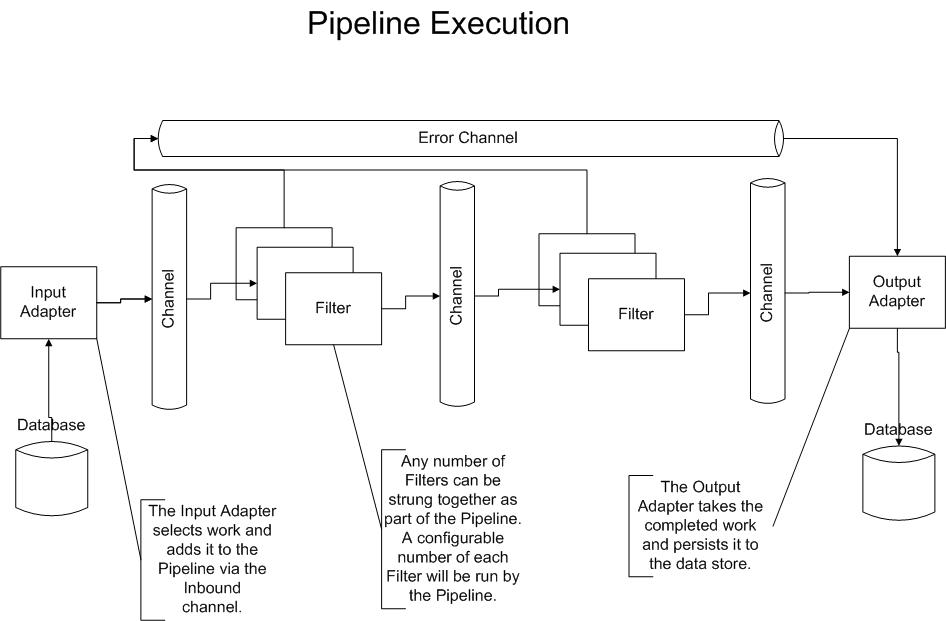 Pipeline Execution
Error Channel
Input
Adapter
Channel
Filter
Channel
Filter
Channel
Output
Adapter
Database
Database
The Input Adapter
selects work and
adds it to the
Pipeline via the
Inbound
channel.
Any number of
Filters can be
strung together as
part of the Pipeline.
A configurable
number of each
Filter will be run by
the Pipeline.
The Output
Adapter takes the
completed work
and persists it to
the data store.